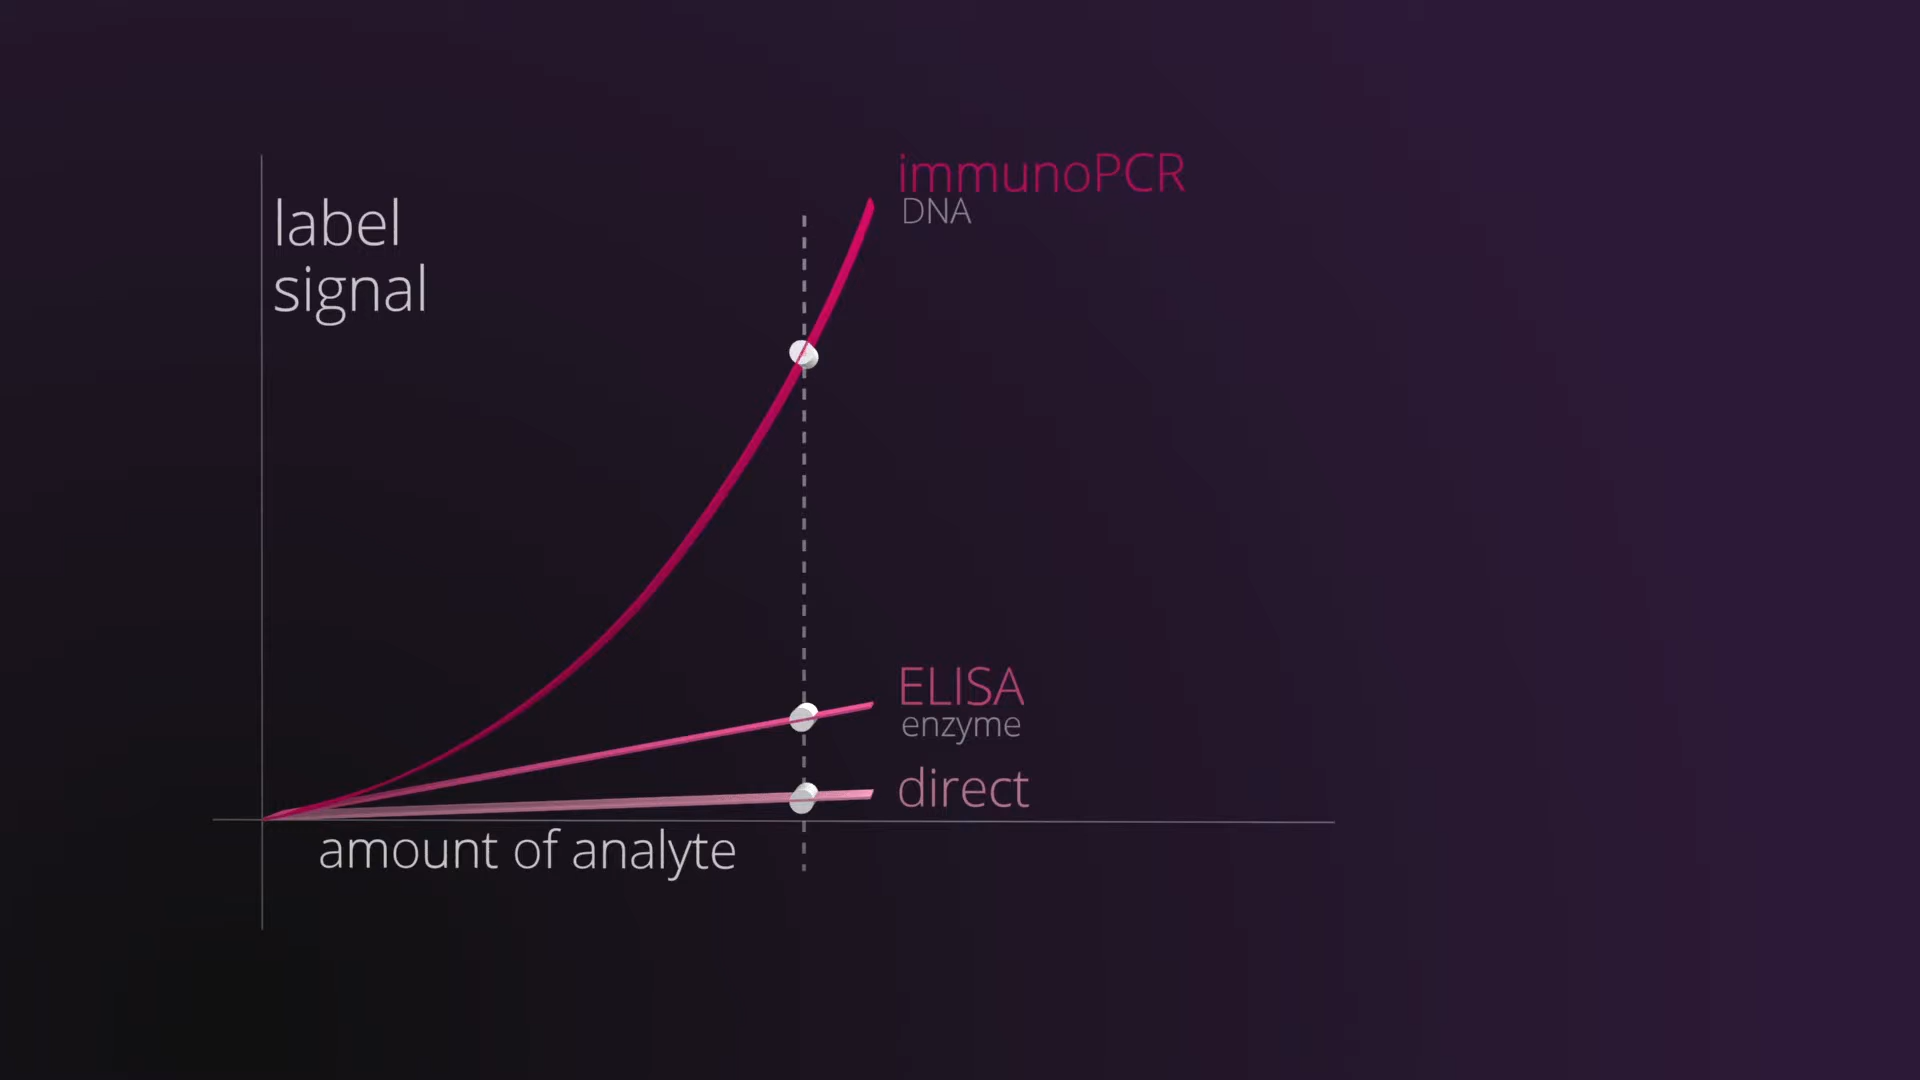 label
signal
immunoPCR
DNA
ELISA
enzyme
direct
amount of analyte